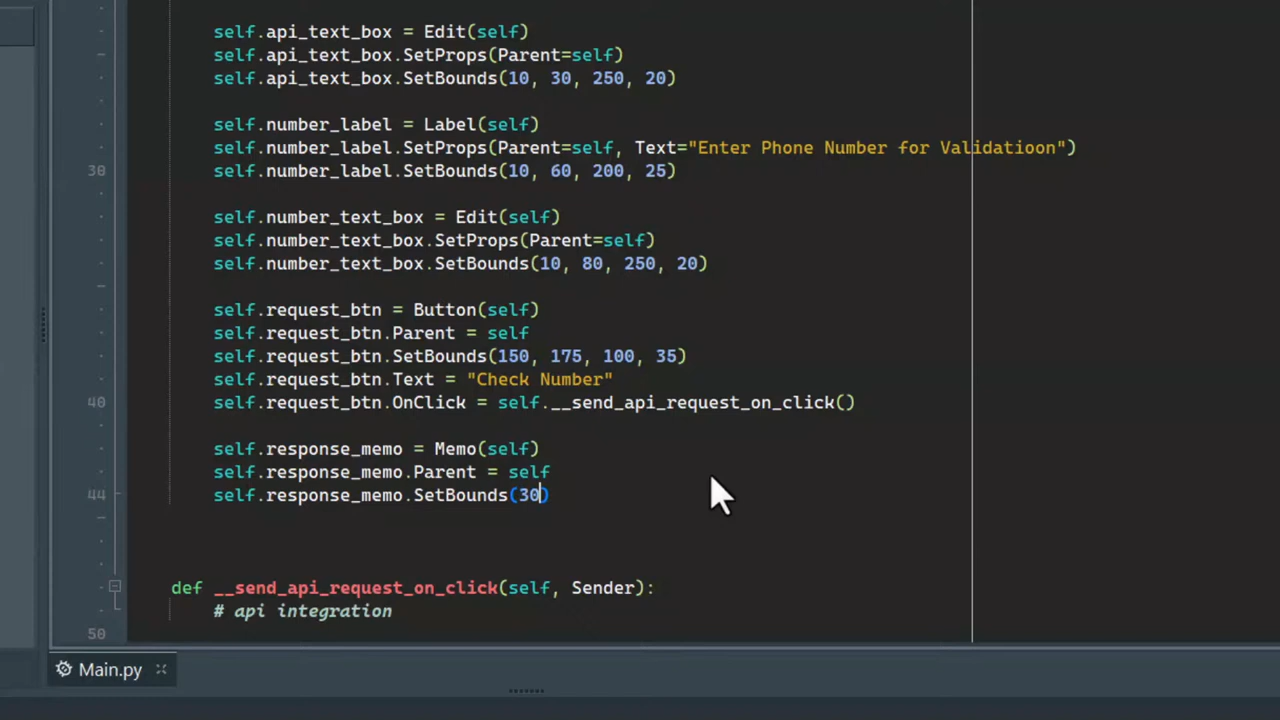 self.api_text_box = Edit(self)
self.api_text_box.SetProps(Parent=self)
self.api_text_box.SetBounds(10, 30, 250, 20)
self.number_label = Label(self)
self.number_label.SetProps(Parent=self, Text="Enter Phone Number for Validatioon")
30 self.number_label.SetBounds(10, 60, 200, 25)
self.number_text_box = Edit(self)
self.number_text_box.SetProps(Parent=self)
self.number_text_box.SetBounds(10, 80, 250, 20)
self.request_btn = Button(self)
self.request_btn.Parent = self
self.request_btn.SetBounds(150, 175, 100, 35)
self.request_btn.Text = "Check Number"
40 self.request_btn.OnClick = self.__send_api_request_on_click()
self.response_memo = Memo(self)
self.response_memo.Parent = self
44 self.response_memo.SetBounds(30)
def __send_api_request_on_click(self, Sender):
# api integration
50
Main.py